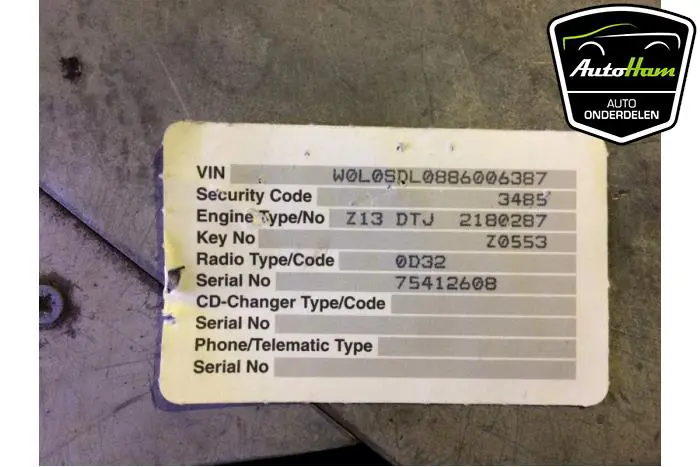 AutoHam
AUTO
ONDERDELEN
VIN W0L0SDL0886006387
Security Code 3485
Engine Type/No Z13 DTJ 2180287
Key No Z0553
Radio Type/Code 0D32
Serial No 75412608
CD-Changer Type/Code
Serial No
Phone/Telematic Type
Serial No